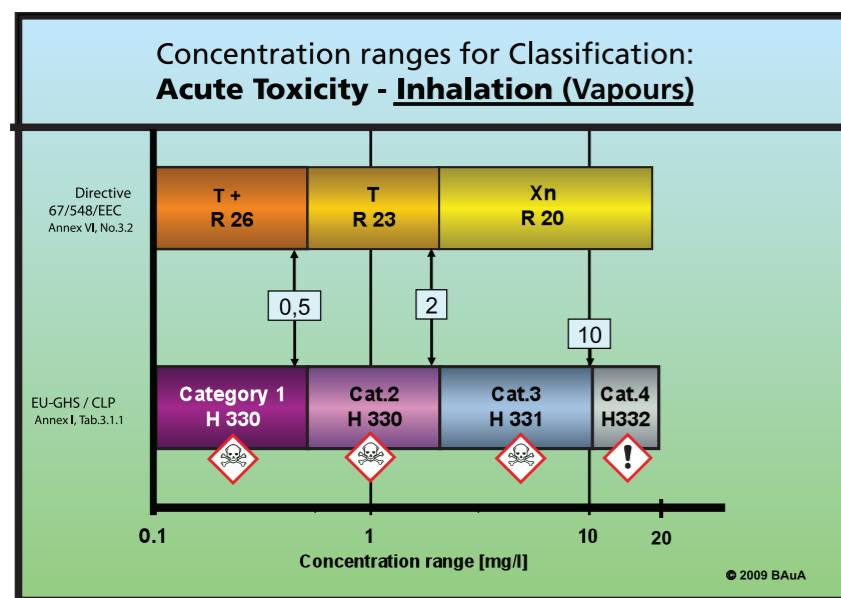 Concentration ranges for Classification:
Acute Toxicity - Inhalation (Vapours)
Directive
67/548/EEC
Annex VI, No.3.2
T +
R 26
T
R 23
Xn
R 20
0,5
2
10
EU-GHS / CLP
Annex I, Tab.3.1.1
Category 1
H 330
Cat.2
H 330
Cat.3
H 331
Cat.4
H332
!
0.1
1
10
20
Concentration range [mg/l]
© 2009 BAuA